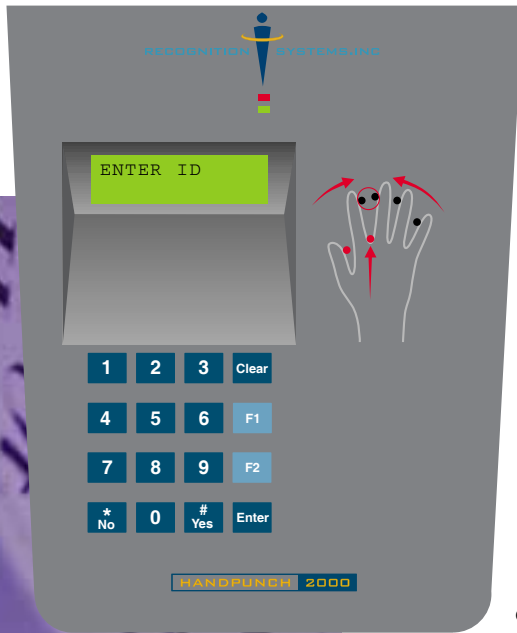 RECOGNITION SYSTEMS, INC
ENTER ID
1 2 3 Clear
4 5 6 F1
7 8 9 F2
* 0 # Enter
No Yes
HANDPUNCH 2000